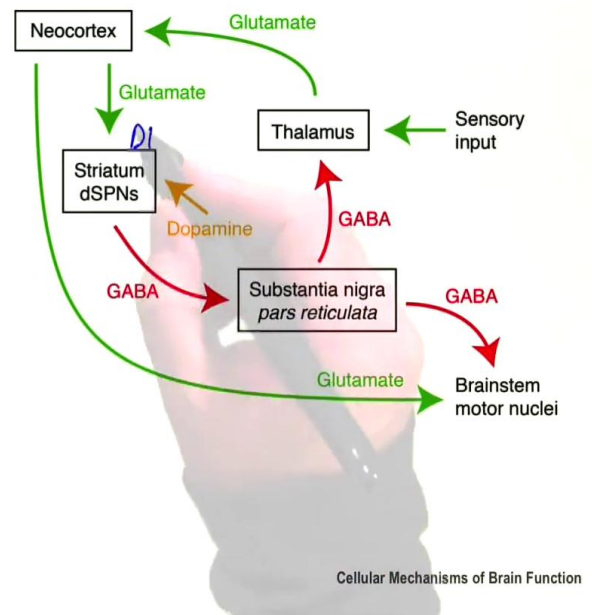 Neocortex
Glutamate
Glutamate
D1
Striatum
dSPNs
Thalamus
Sensory
input
Dopamine
GABA
GABA
Substantia nigra
pars reticulata
GABA
Glutamate
Brainstem
motor nuclei
Cellular Mechanisms of Brain Function